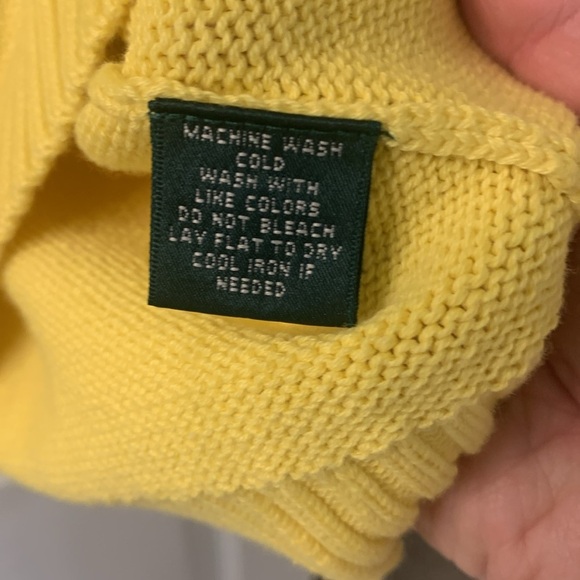 MACHINE WASH
COLD
WASH WITH
LIKE COLORS
DO NOT BLEACH
LAY FLAT TO DRY
COOL IRON IF
NEEDED